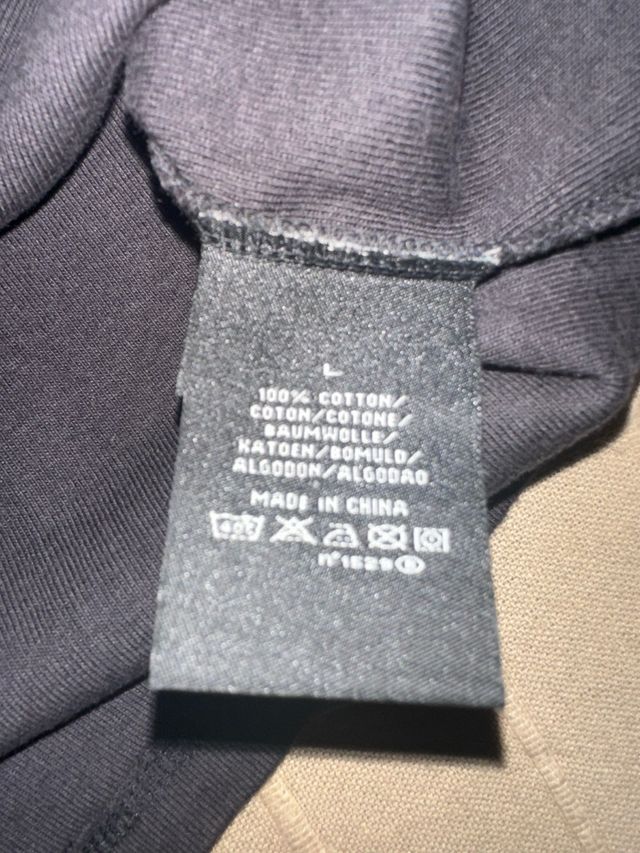 L
100% COTTON/
COTON/COTONE/
BAUMWOLLE/
KATOEN/BOMULD/
ALGODON/ALGODAO
MADE IN CHINA